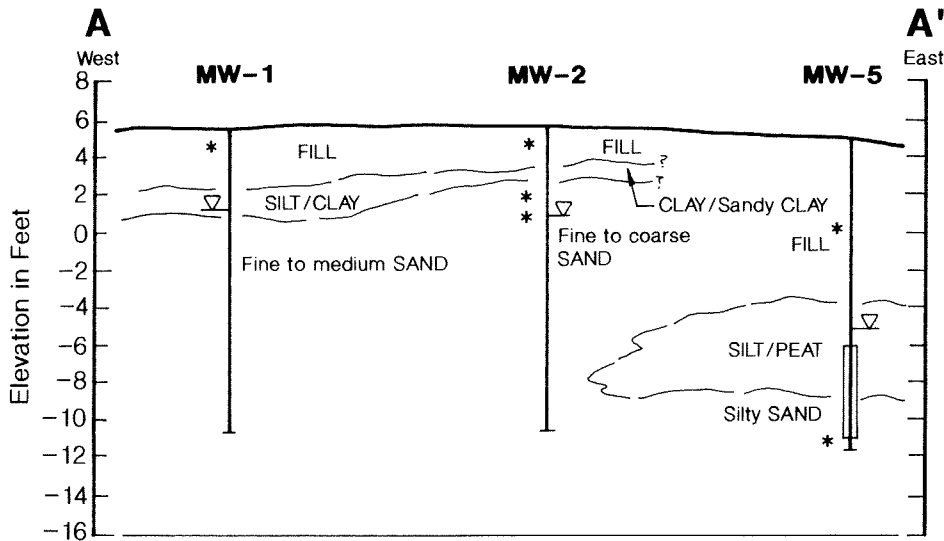 A
A'
West
East
MW-1
MW-2
MW-5
8
6
4
2
0
-2
-4
-6
-8
-10
-12
-14
-16
Elevation in Feet
*
*
*
*
*
*
FILL
FILL
?
?
SILT/CLAY
CLAY/Sandy CLAY
Fine to medium SAND
Fine to coarse
SAND
FILL
SILT/PEAT
Silty SAND